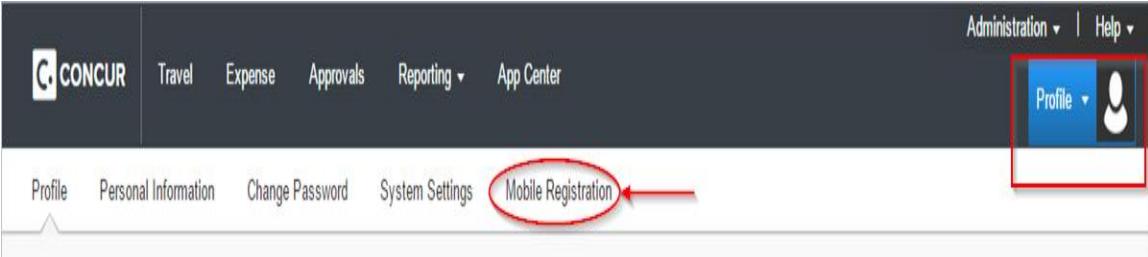 Administration | Help
C. CONCUR Travel Expense Approvals Reporting App Center Profile
Profile Personal Information Change Password System Settings Mobile Registration